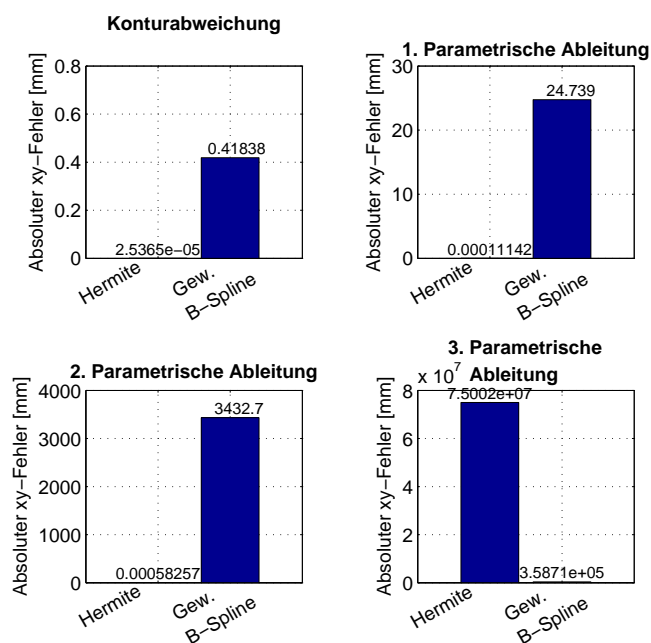 Konturabweichung
Absoluter xy−Fehler [mm]
0.8
0.6
0.4
0.2
0
0.41838
2.5365e−05
Hermite
Gew.
B−Spline
1. Parametrische Ableitung
Absoluter xy−Fehler [mm]
30
20
10
0
24.739
0.00011142
Hermite
Gew.
B−Spline
2. Parametrische Ableitung
Absoluter xy−Fehler [mm]
4000
3000
2000
1000
0
3432.7
0.00058257
Hermite
Gew.
B−Spline
3. Parametrische
Ableitung
x 10^7
Absoluter xy−Fehler [mm]
8
6
4
2
0
7.5002e+07
3.5871e+05
Hermite
Gew.
B−Spline